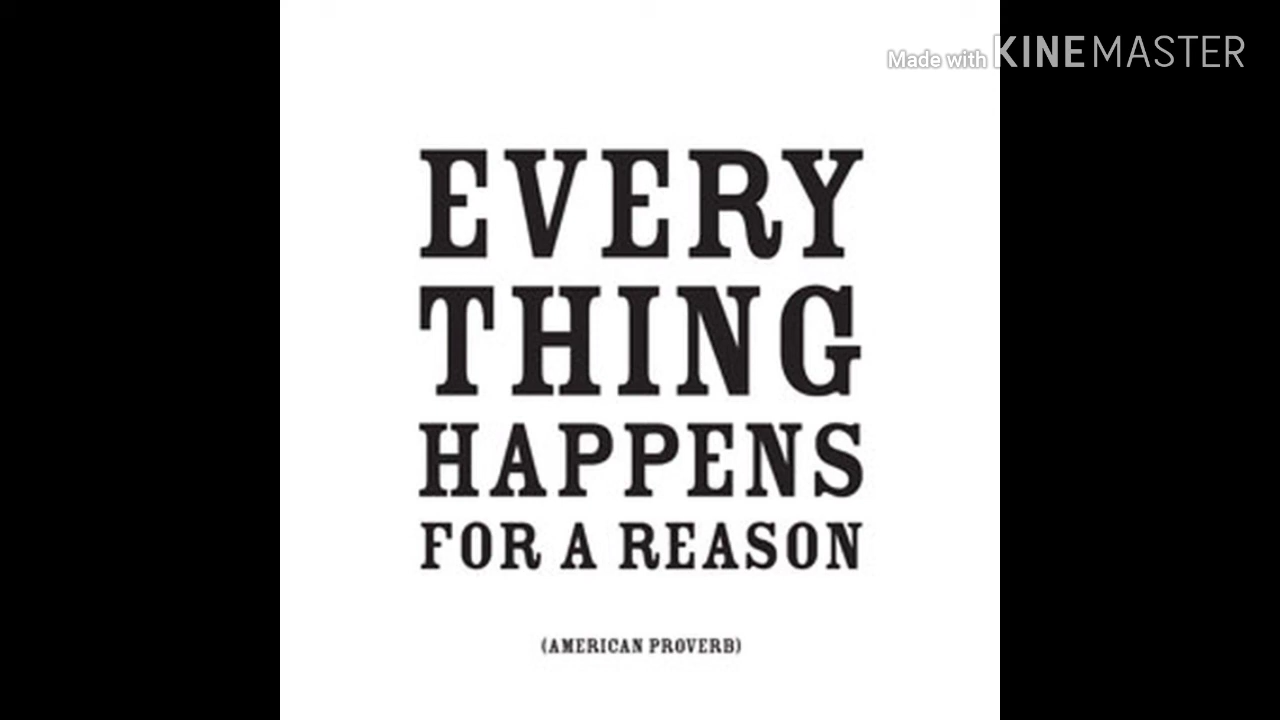 Made with KINEMASTER
EVERY
THING
HAPPENS
FOR A REASON
(AMERICAN PROVERB)